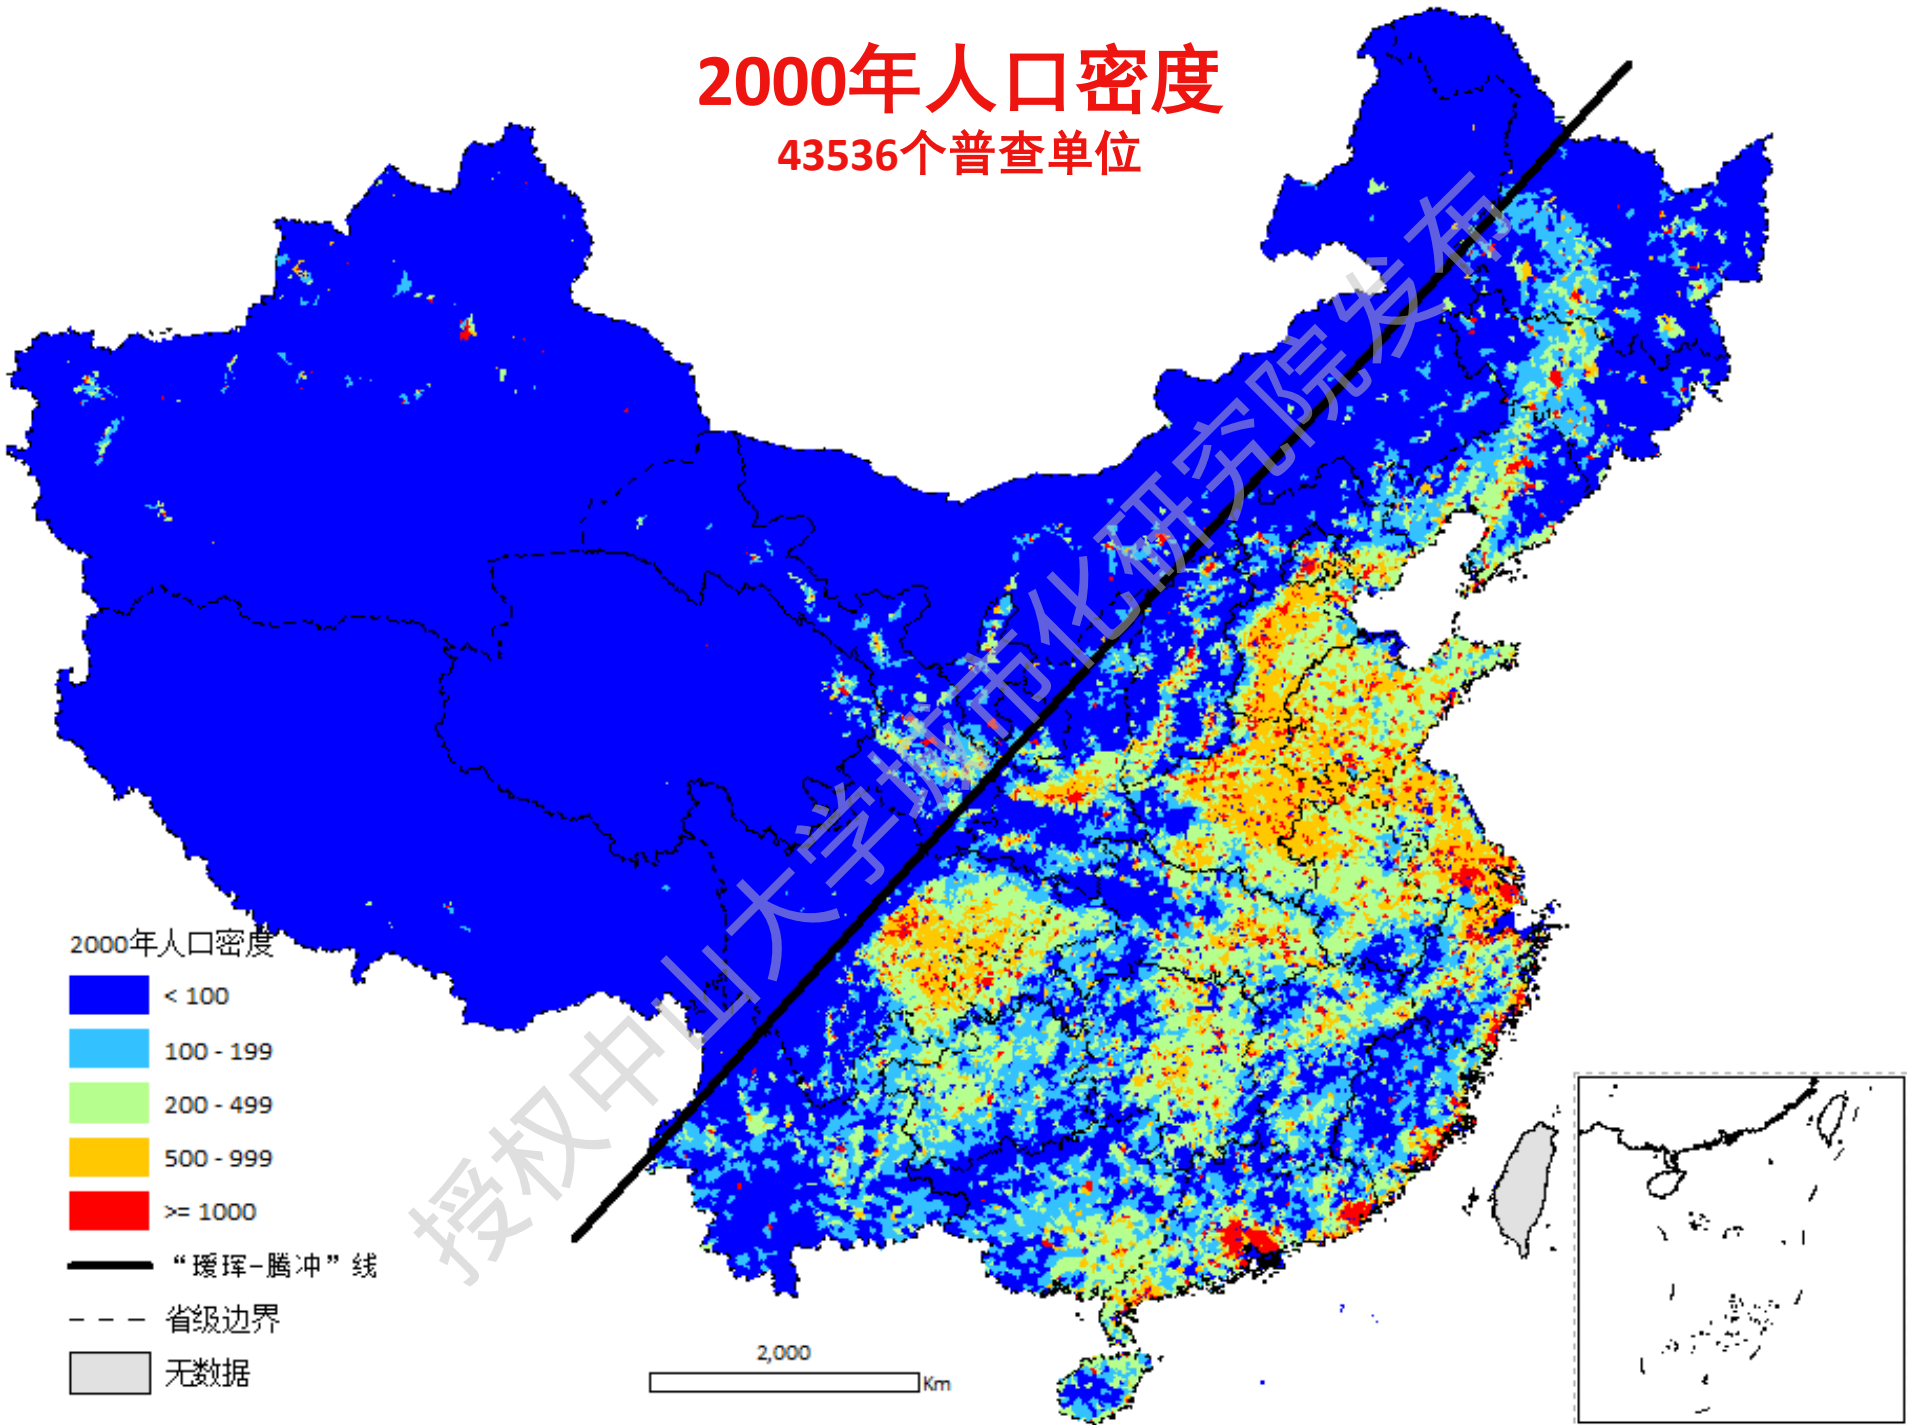 2000年人口密度
43536个普查单位
授权中山大学城市化研究院发布
2000年人口密度
< 100
100 - 199
200 - 499
500 - 999
>= 1000
“瑷珲-腾冲”线
省级边界
无数据
2,000
Km